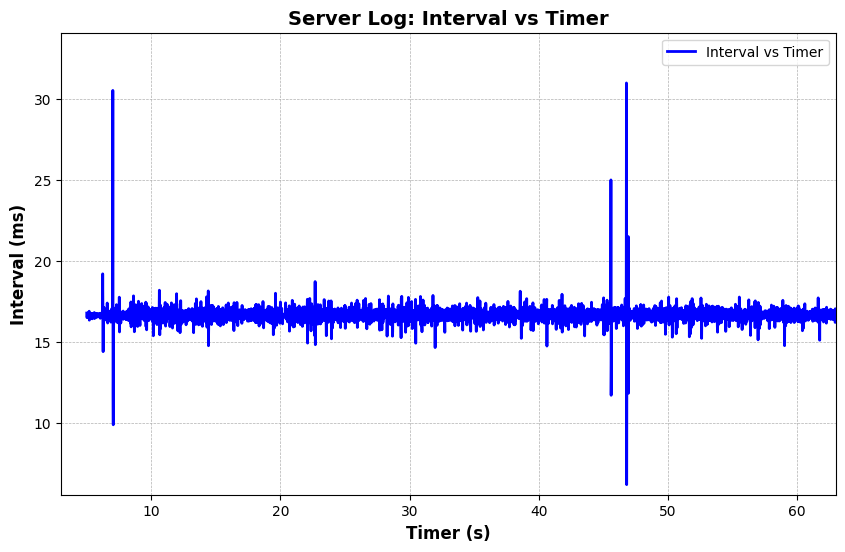 Server Log: Interval vs Timer
Interval vs Timer
30
25
20
15
10
Interval (ms)
10 20 30 40 50 60
Timer (s)